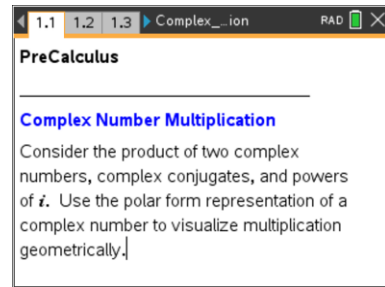 1.1 1.2 1.3 Complex_...ion RAD
PreCalculus
Complex Number Multiplication
Consider the product of two complex
numbers, complex conjugates, and powers
of i. Use the polar form representation of a
complex number to visualize multiplication
geometrically.